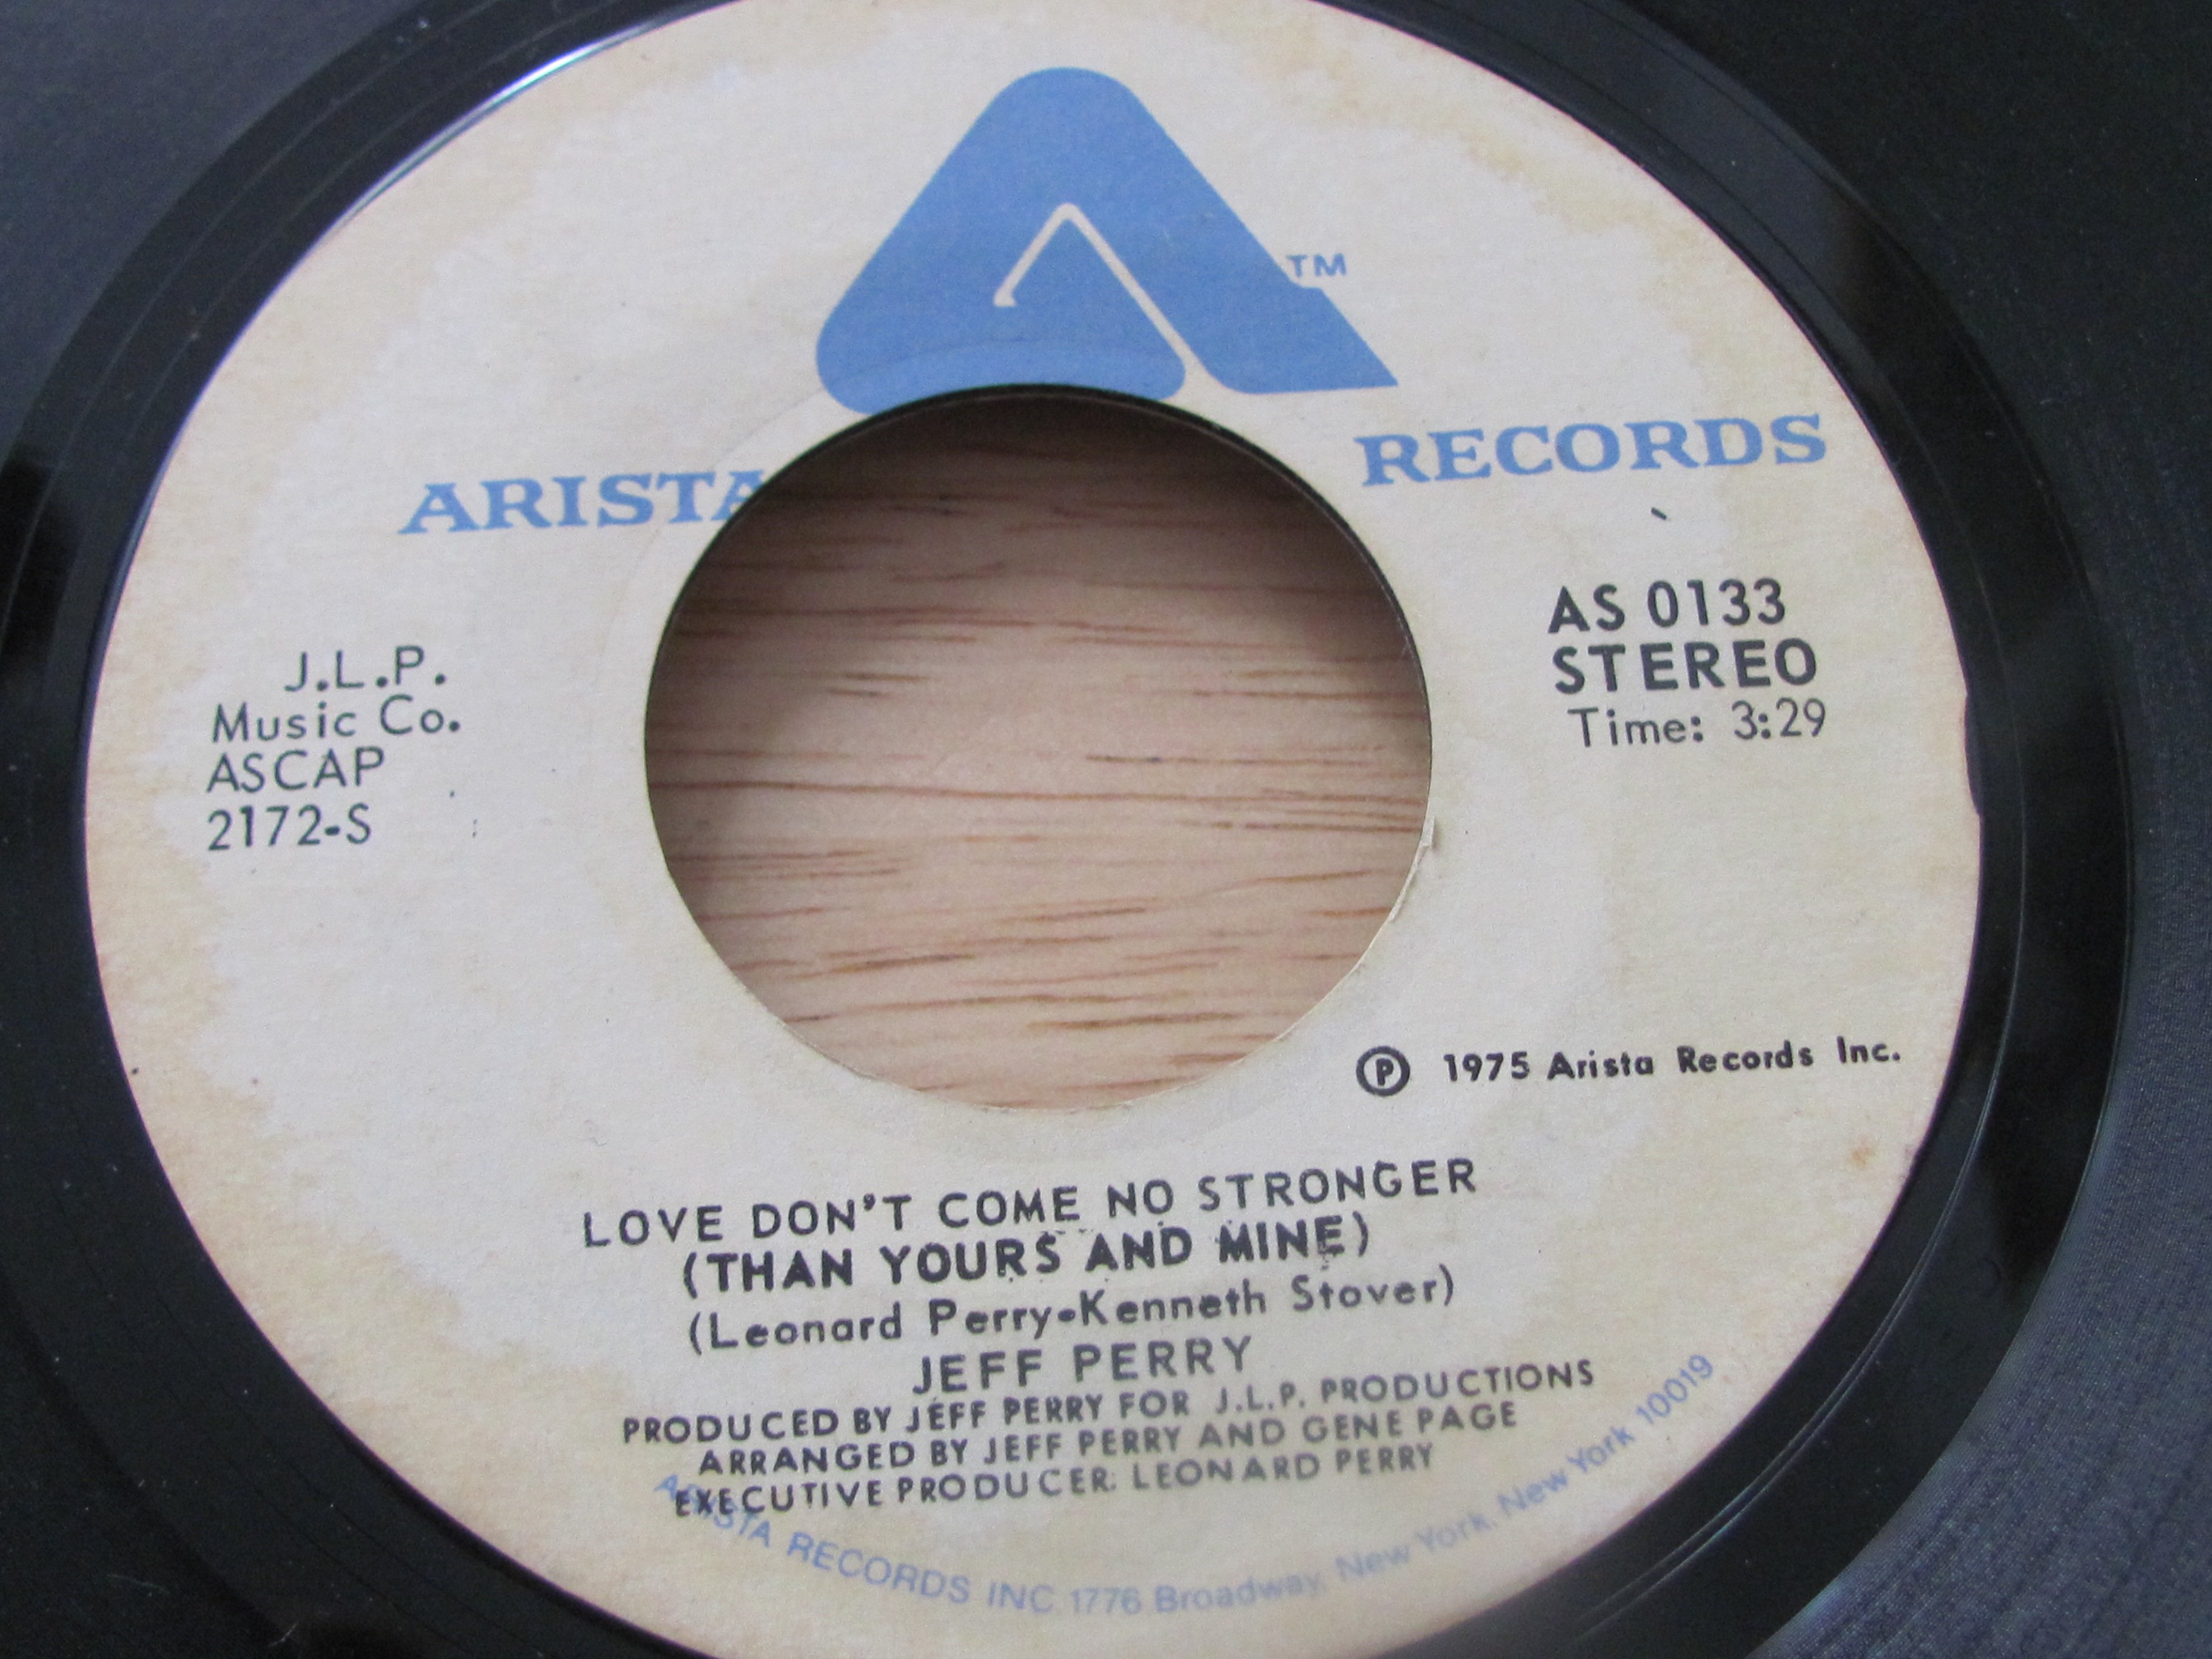 TM
ARISTA RECORDS
J.L.P.
Music Co.
ASCAP
2172-S
AS 0133
STEREO
Time: 3:29
Ⓟ 1975 Arista Records Inc.
LOVE DON'T COME NO STRONGER
(THAN YOURS AND MINE)
(Leonard Perry-Kenneth Stover)
JEFF PERRY
PRODUCED BY JEFF PERRY FOR J.L.P. PRODUCTIONS
ARRANGED BY JEFF PERRY AND GENE PAGE
EXECUTIVE PRODUCER: LEONARD PERRY
ARISTA RECORDS INC. 1776 Broadway, New York, New York 10019